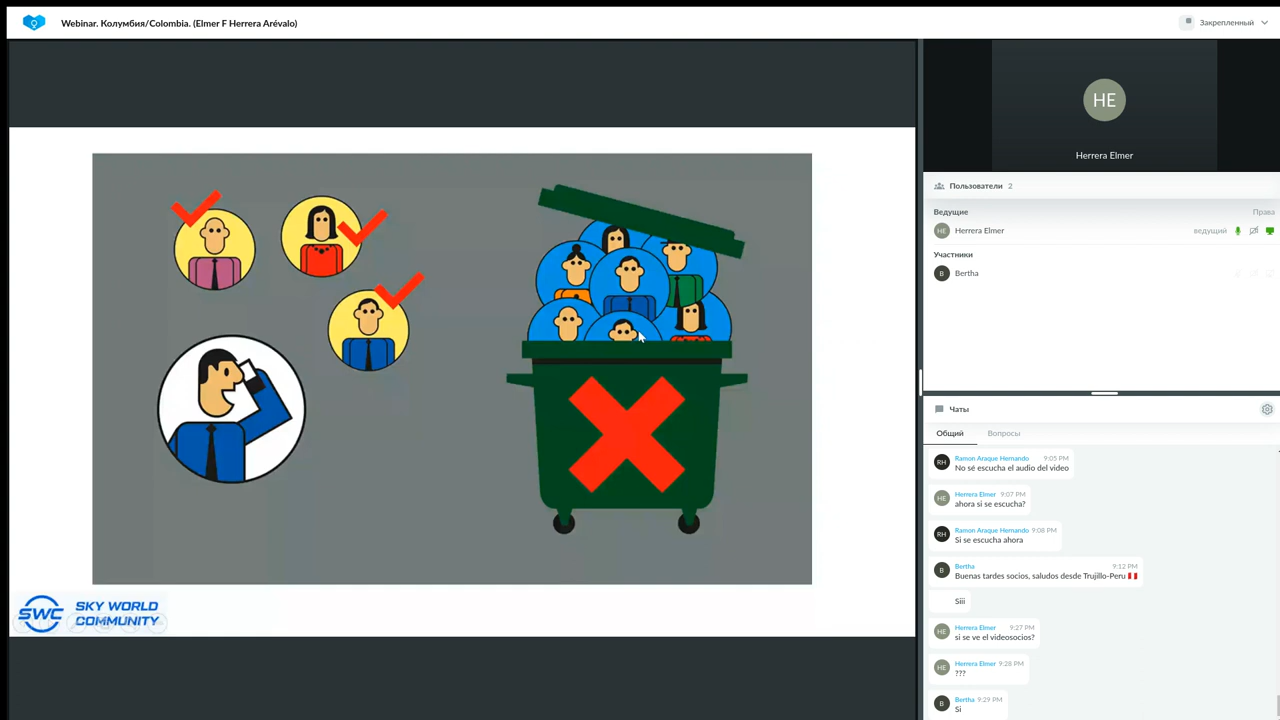 Webinar. Колумбия/Colombia. (Elmer F Herrera Arévalo)
Закрепленный
HE
Herrera Elmer
Пользователи 2
Ведущие
Права
HE
Herrera Elmer
ведущий
Участники
B
Bertha
SWC
SKY WORLD
COMMUNITY
Чаты
Общий
Вопросы
RH
Ramon Araque Hernando 9:05 PM
No sé escucha el audio del video
HE
Herrera Elmer 9:07 PM
ahora si se escucha?
RH
Ramon Araque Hernando 9:08 PM
Si se escucha ahora
B
Bertha 9:12 PM
Buenas tardes socios, saludos desde Trujillo-Peru 🇵🇪
Siii
HE
Herrera Elmer 9:27 PM
si se ve el videosocios?
HE
Herrera Elmer 9:28 PM
???
B
Bertha 9:29 PM
Si